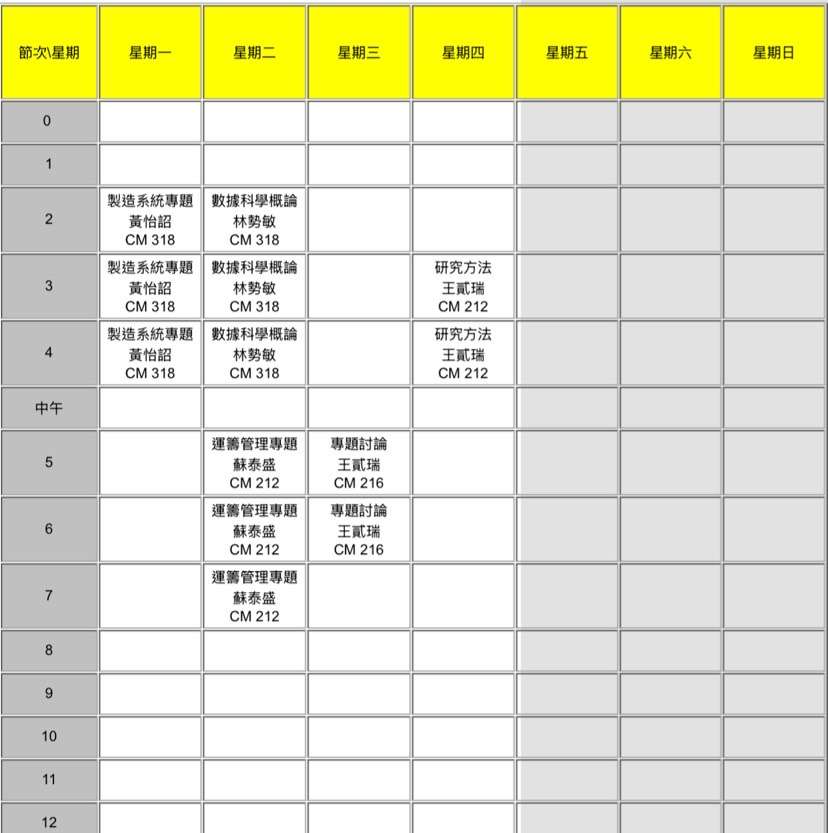 節次\星期 星期一 星期二 星期三 星期四 星期五 星期六 星期日
0
1
2
製造系統專題 數據科學概論
黃怡詔 林勢敏
CM 318 CM 318
3
製造系統專題 數據科學概論 研究方法
黃怡詔 林勢敏 王貳瑞
CM 318 CM 318 CM 212
4
製造系統專題 數據科學概論 研究方法
黃怡詔 林勢敏 王貳瑞
CM 318 CM 318 CM 212
中午
5
運籌管理專題 專題討論
蘇泰盛 王貳瑞
CM 212 CM 216
6
運籌管理專題 專題討論
蘇泰盛 王貳瑞
CM 212 CM 216
7
運籌管理專題
蘇泰盛
CM 212
8
9
10
11
12